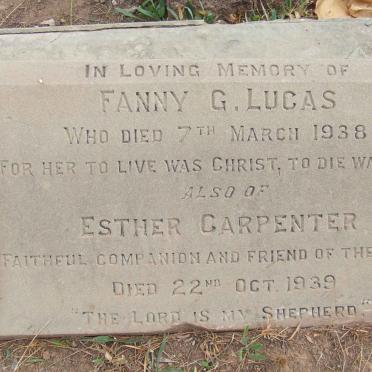 IN LOVING MEMORY OF
FANNY G. LUCAS
WHO DIED 7TH MARCH 1938
FOR HER TO LIVE WAS CHRIST, TO DIE WA
ALSO OF
ESTHER CARPENTER
FAITHFUL COMPANION AND FRIEND OF THE
DIED 22ND OCT. 1939
"THE LORD IS MY SHEPHERD"